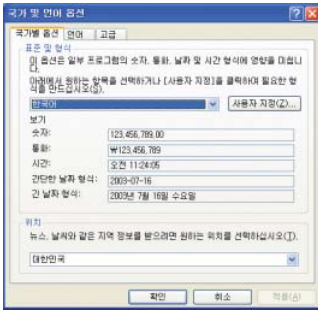 국가 및 언어 옵션
국가별 옵션 언어 고급
표준 및 형식
이 옵션은 일부 프로그램의 숫자, 통화, 날짜 및 시간 형식에 영향을 미칩니
다.
아래에서 원하는 항목을 선택하거나 [사용자 지정]을 클릭하여 필요한 형
식을 만드십시오(S).
한국어 사용자 지정(Z)...
보기
숫자: 123,456,789.00
통화: ₩123,456,789
시간: 오전 11:24:05
간단한 날짜 형식: 2003-07-16
긴 날짜 형식: 2003년 7월 16일 수요일
위치
뉴스, 날씨와 같은 지역 정보를 받으려면 원하는 위치를 선택하십시오(T).
대한민국
확인 취소 적용(A)